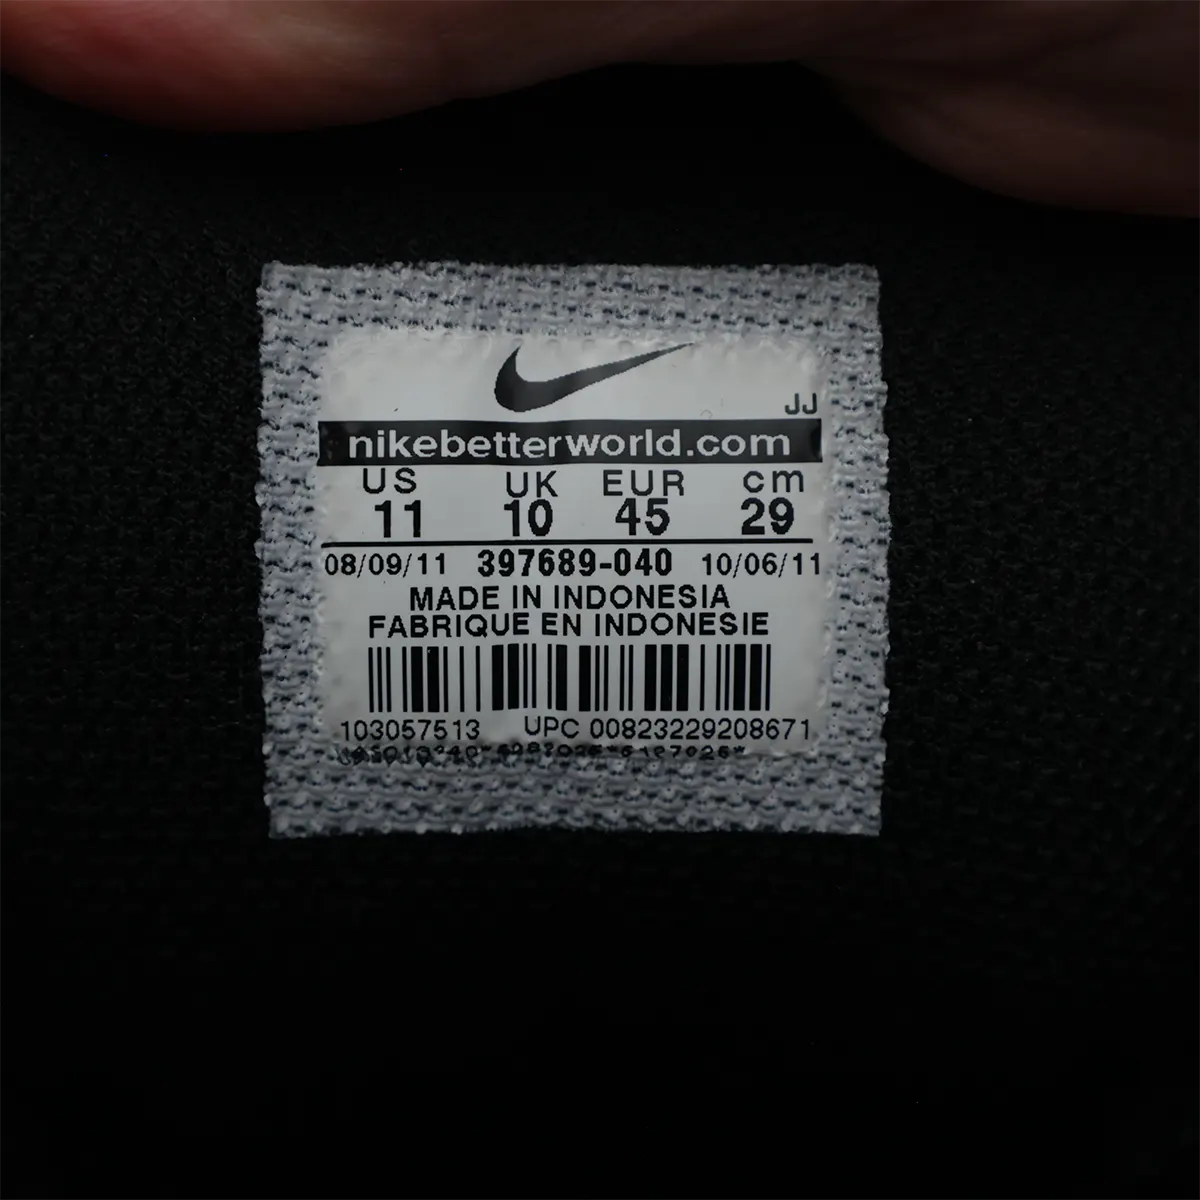 JJ
nikebetterworld.com
US UK EUR cm
11 10 45 29
08/09/11 397689-040 10/06/11
MADE IN INDONESIA
FABRIQUE EN INDONESIE
103057513 UPC 00823229208671